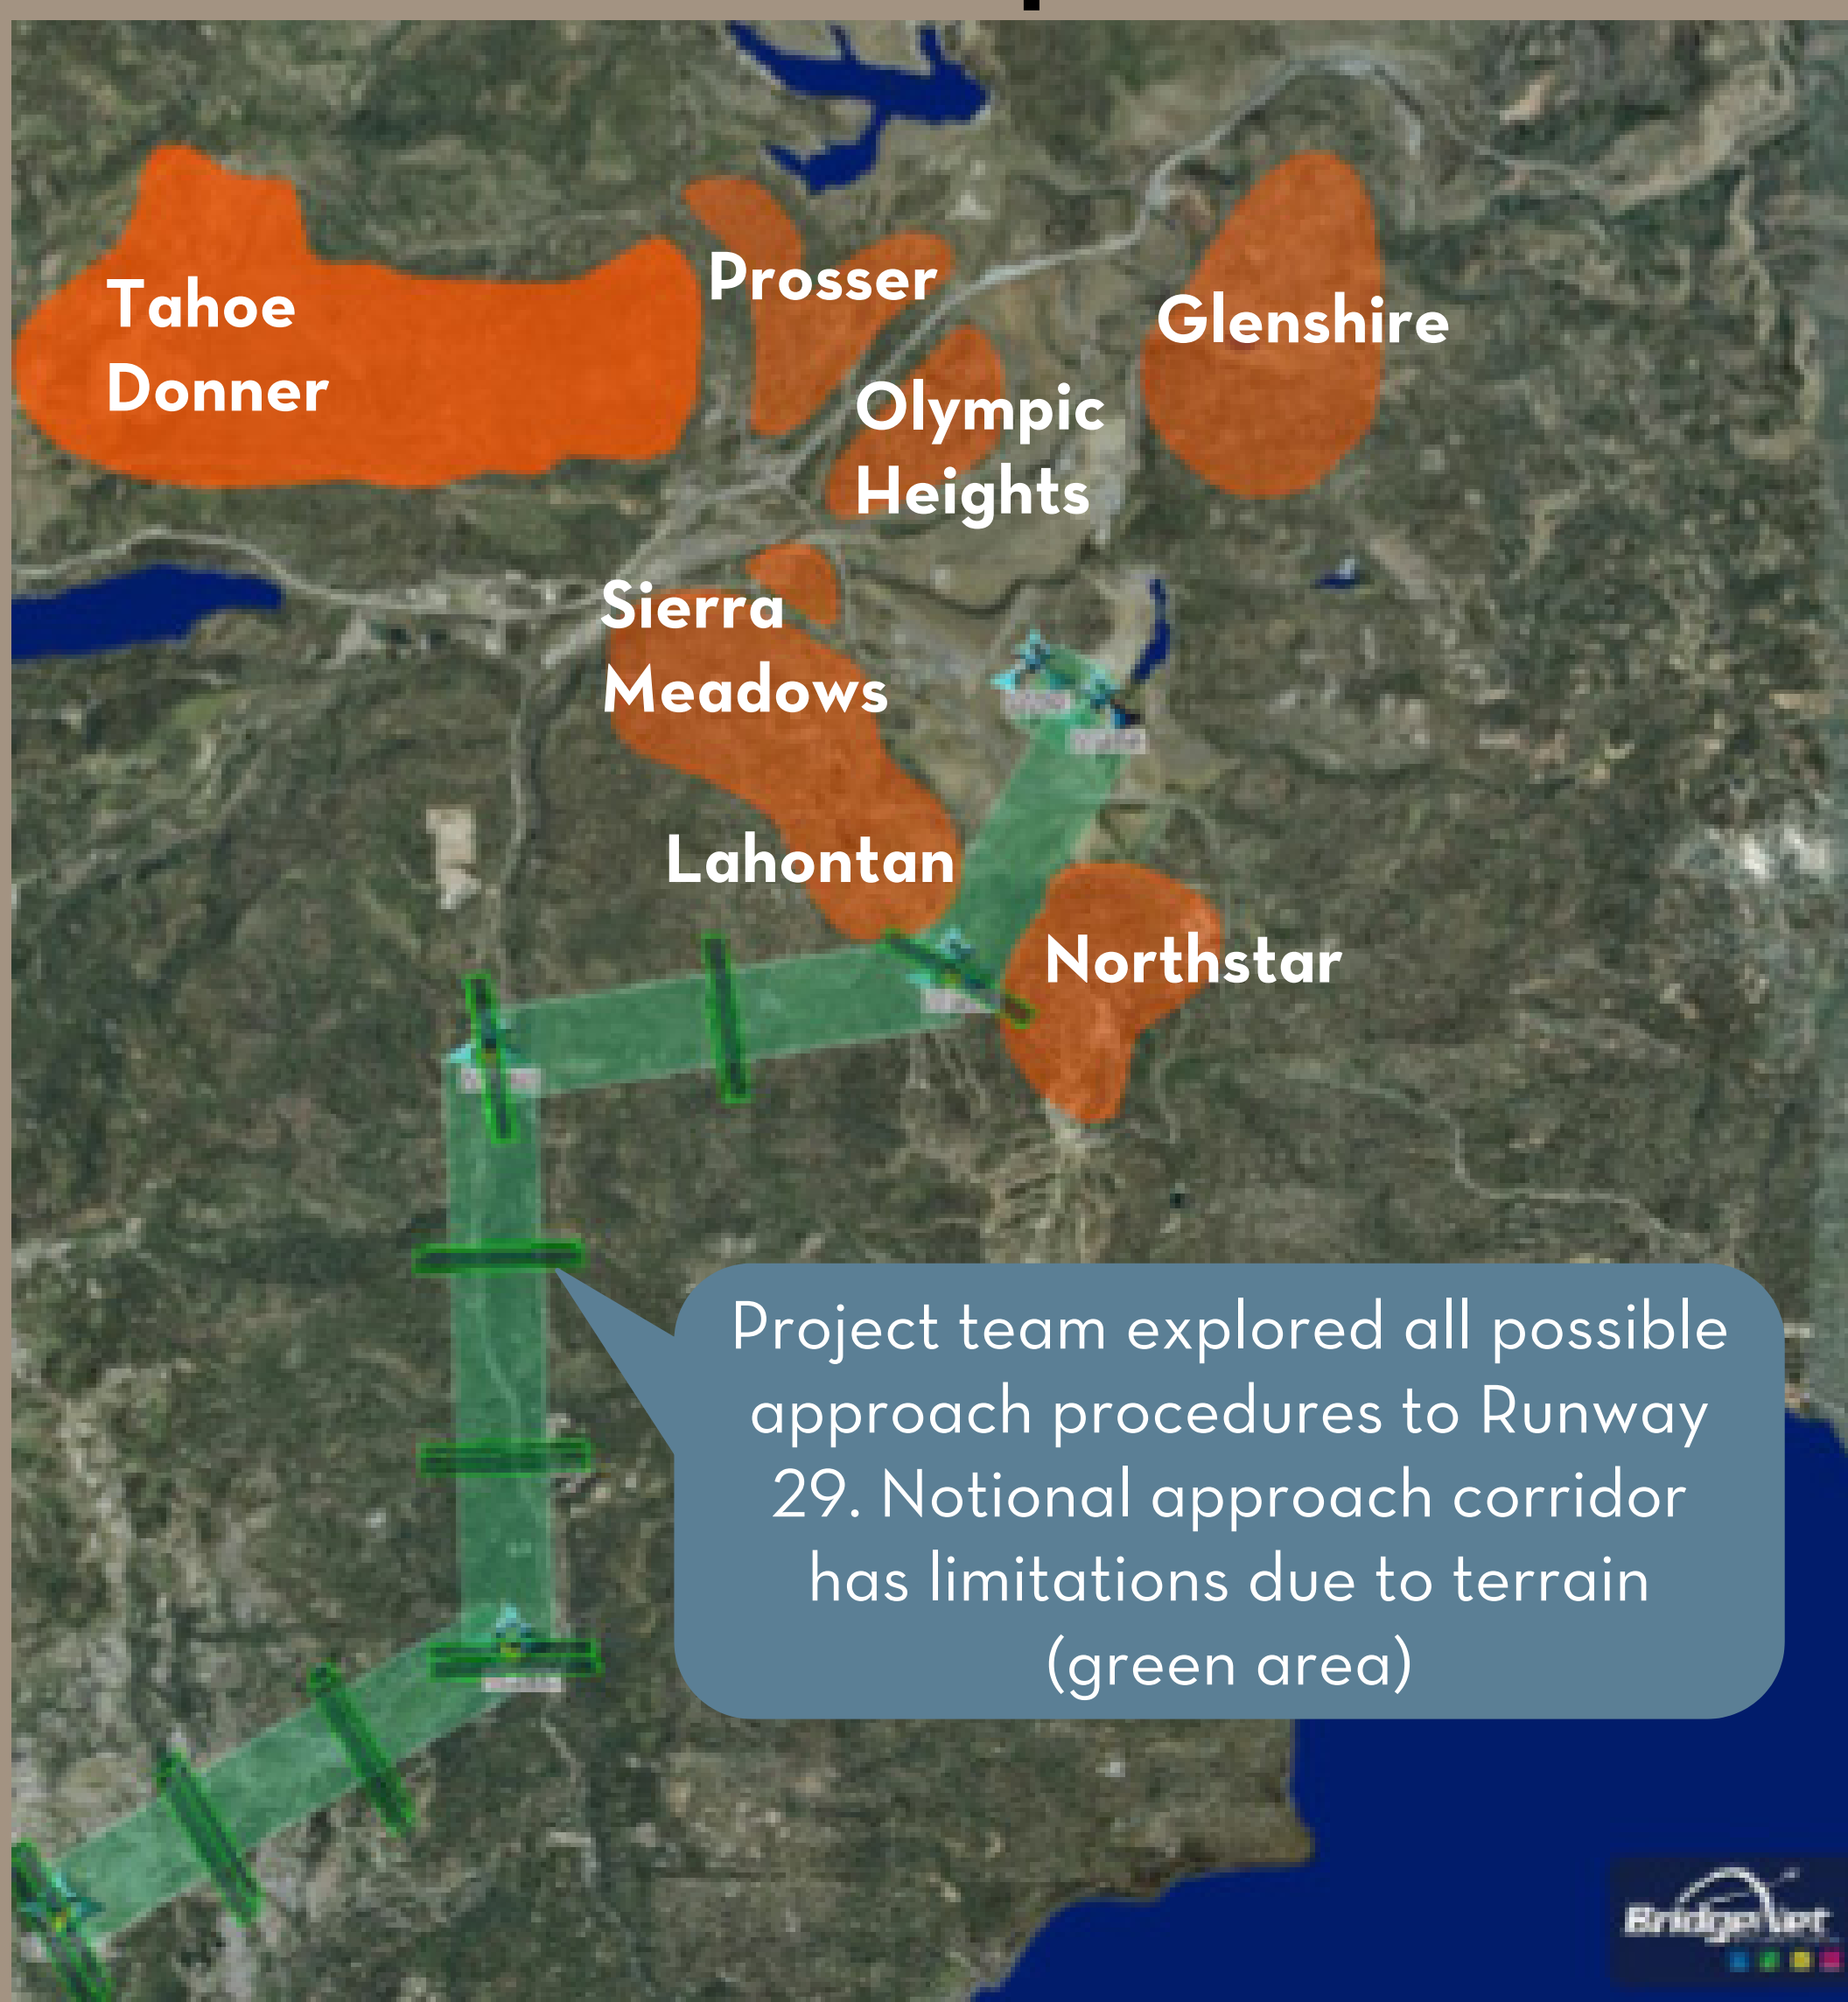 Tahoe
Donner
Prosser
Glenshire
Olympic
Heights
Sierra
Meadows
Lahontan
Northstar
Project team explored all possible
approach procedures to Runway
29. Notional approach corridor
has limitations due to terrain
(green area)
BridgeNet